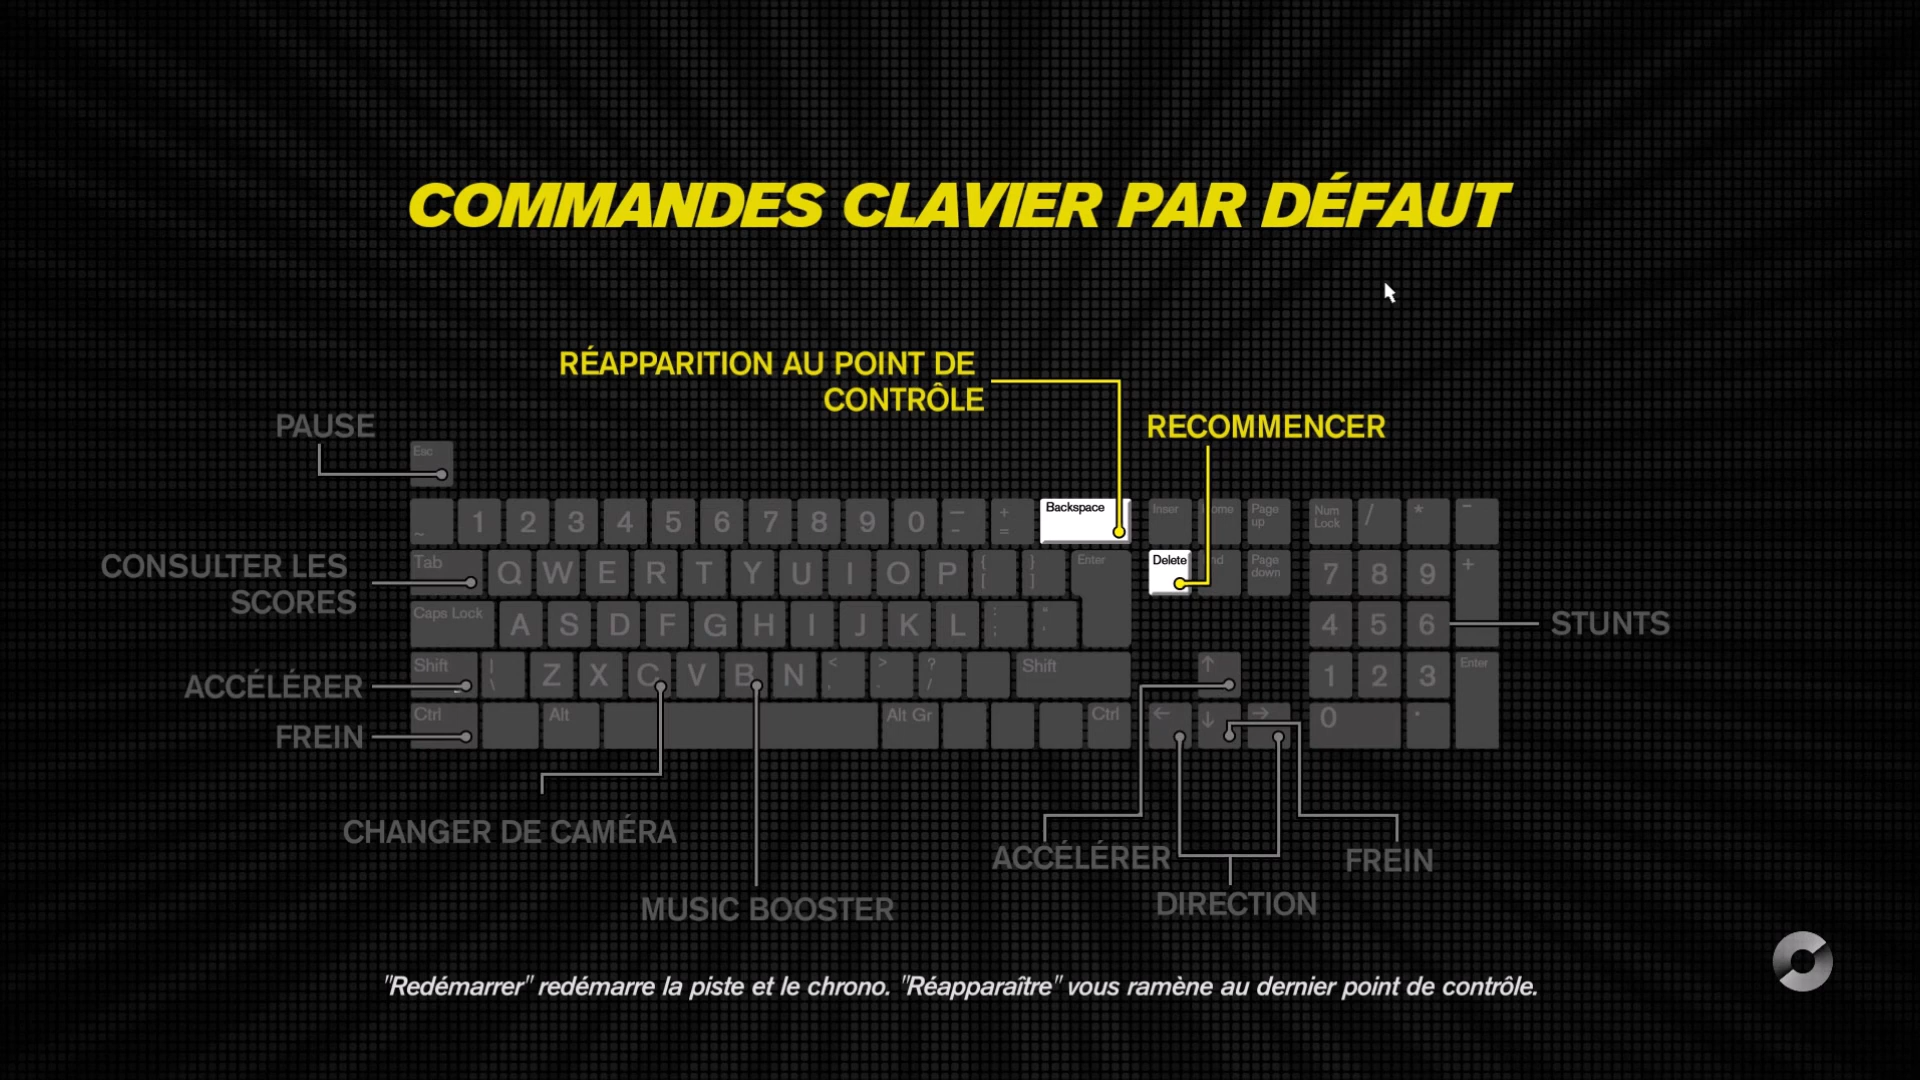 COMMANDES CLAVIER PAR DÉFAUT
RÉAPPARITION AU POINT DE
CONTRÔLE
RECOMMENCER
PAUSE
Esc
~ 1 2 3 4 5 6 7 8 9 0 — - + = Backspace Inser ome Page up Num Lock / * -
CONSULTER LES
SCORES
Tab Q W E R T Y U I O P { [ } ] Enter Delete nd Page down 7 8 9 +
Caps Lock A S D F G H I J K L : ; " ' 4 5 6
STUNTS
ACCÉLÉRER
Shift | \ Z X C V B N < , > . ? / Shift ↑ 1 2 3 Enter
FREIN
Ctrl Alt Alt Gr Ctrl ← ↓ → 0 .
CHANGER DE CAMÉRA
MUSIC BOOSTER
ACCÉLÉRER
DIRECTION
FREIN
"Redémarrer" redémarre la piste et le chrono. "Réapparaître" vous ramène au dernier point de contrôle.